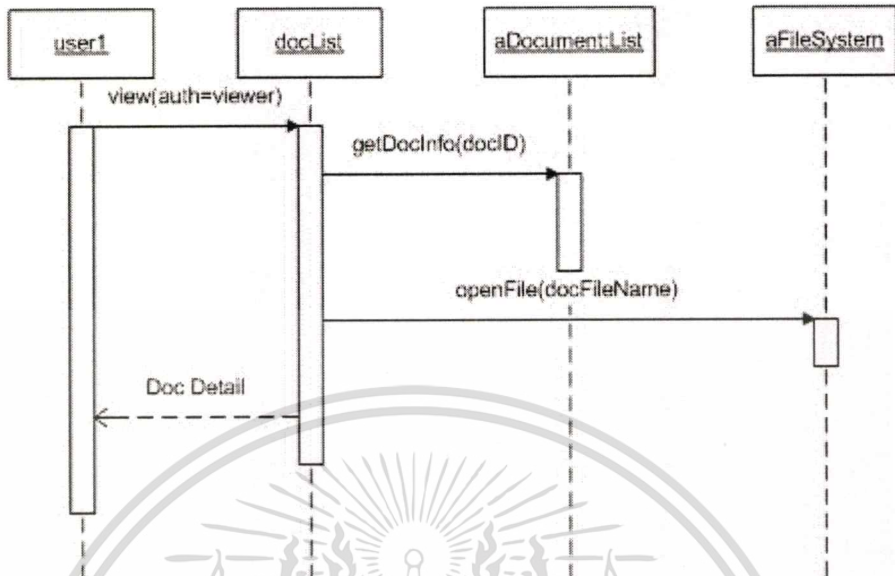 user1
docList
aDocument:List
aFileSystem
view(auth=viewer)
getDocInfo(docID)
openFile(docFileName)
Doc Detail